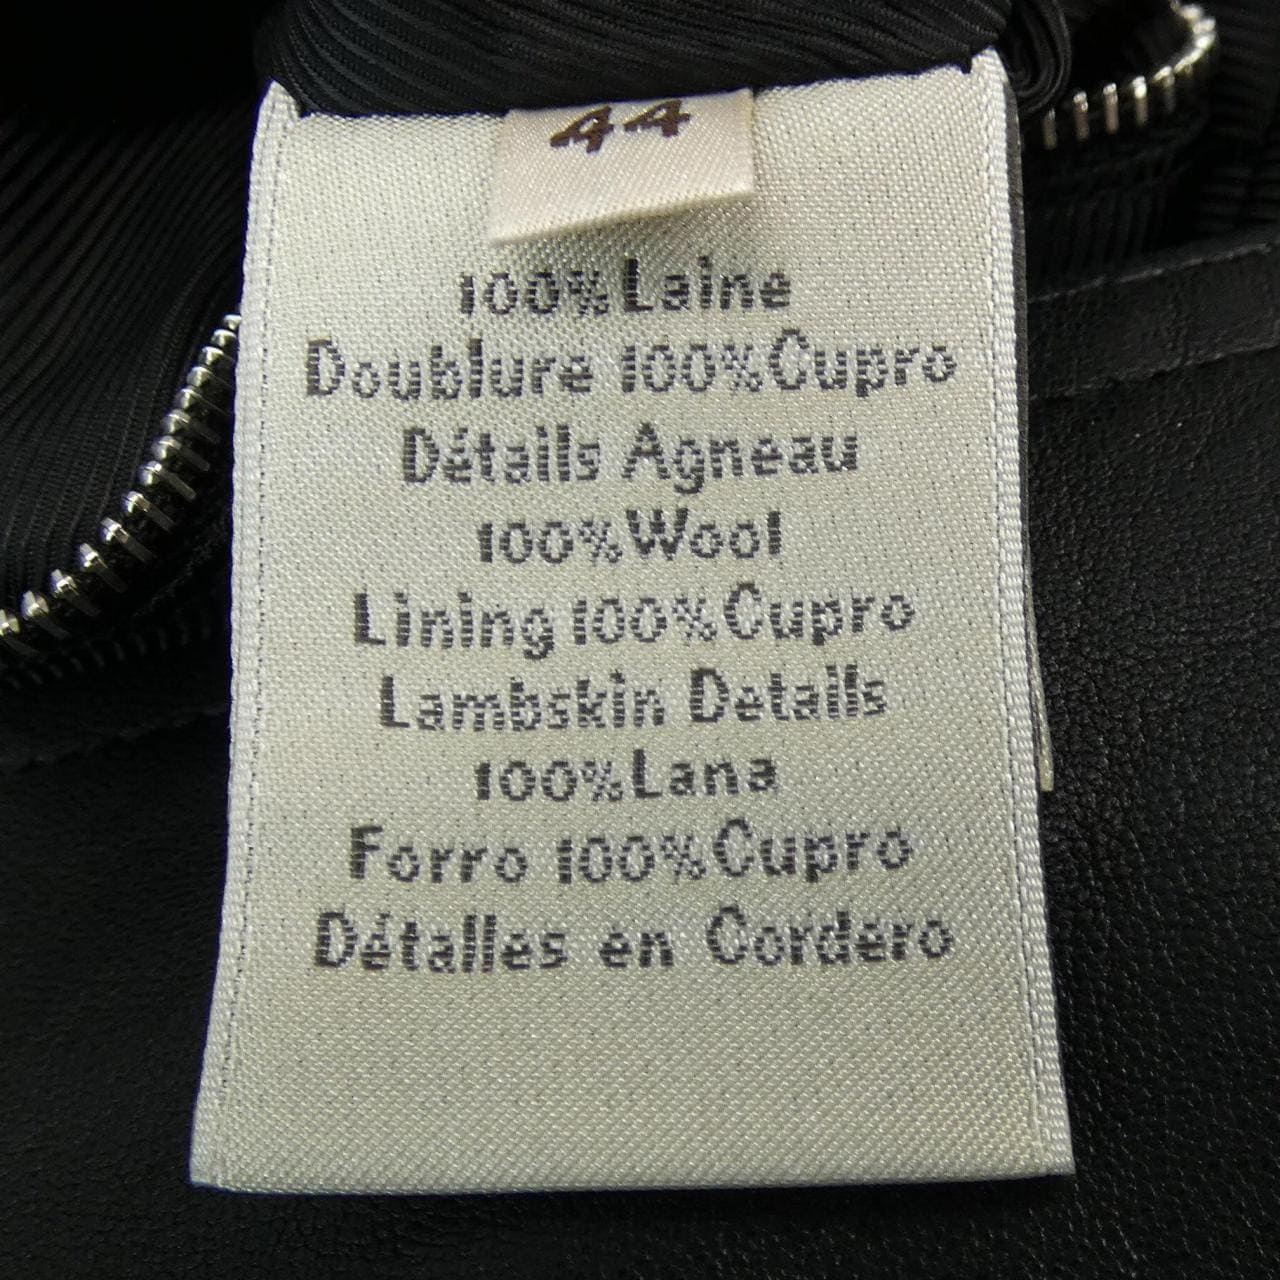 44
100% Laine
Doublure 100% Cupro
Détails Agneau
100% Wool
Lining 100% Cupro
Lambskin Details
100% Lana
Forro 100% Cupro
Détalles en Cordero